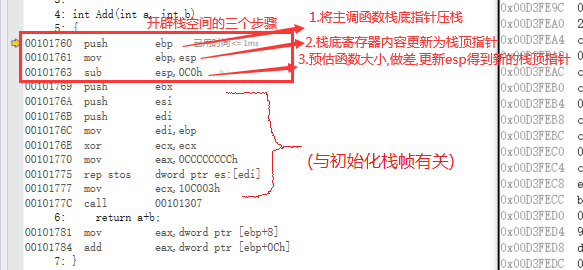 4: int Add(int a, int b)
5: {
开辟栈空间的三个步骤
1.将主调函数栈底指针压栈
00101760 push ebp 已用时间 <= 1ms
2.栈底寄存器内容更新为栈顶指针
00101761 mov ebp,esp
3.预估函数大小,做差,更新esp得到新的栈顶指针
00101763 sub esp,0C0h
00101769 push ebx
0010176A push esi
0010176B push edi
0010176C mov edi,ebp
0010176E xor ecx,ecx
(与初始化栈帧有关)
00101770 mov eax,0CCCCCCCCh
00101775 rep stos dword ptr es:[edi]
00101777 mov ecx,10C003h
0010177C call 00101307
6: return a+b;
00101781 mov eax,dword ptr [ebp+8]
00101784 add eax,dword ptr [ebp+0Ch]
7: }
0x00D3FE9C 0
0x00D3FEA0
0x00D3FEA4 c
0x00D3FEA8
0x00D3FEAC c
0x00D3FEB0 c
0x00D3FEB4 c
0x00D3FEB8 c
0x00D3FEBC c
0x00D3FEC0 c
0x00D3FEC4 c
0x00D3FEC8 e
0x00D3FECC b
0x00D3FED0 0
0x00D3FED4 9
0x00D3FED8 d
0x00D3FEDC 0